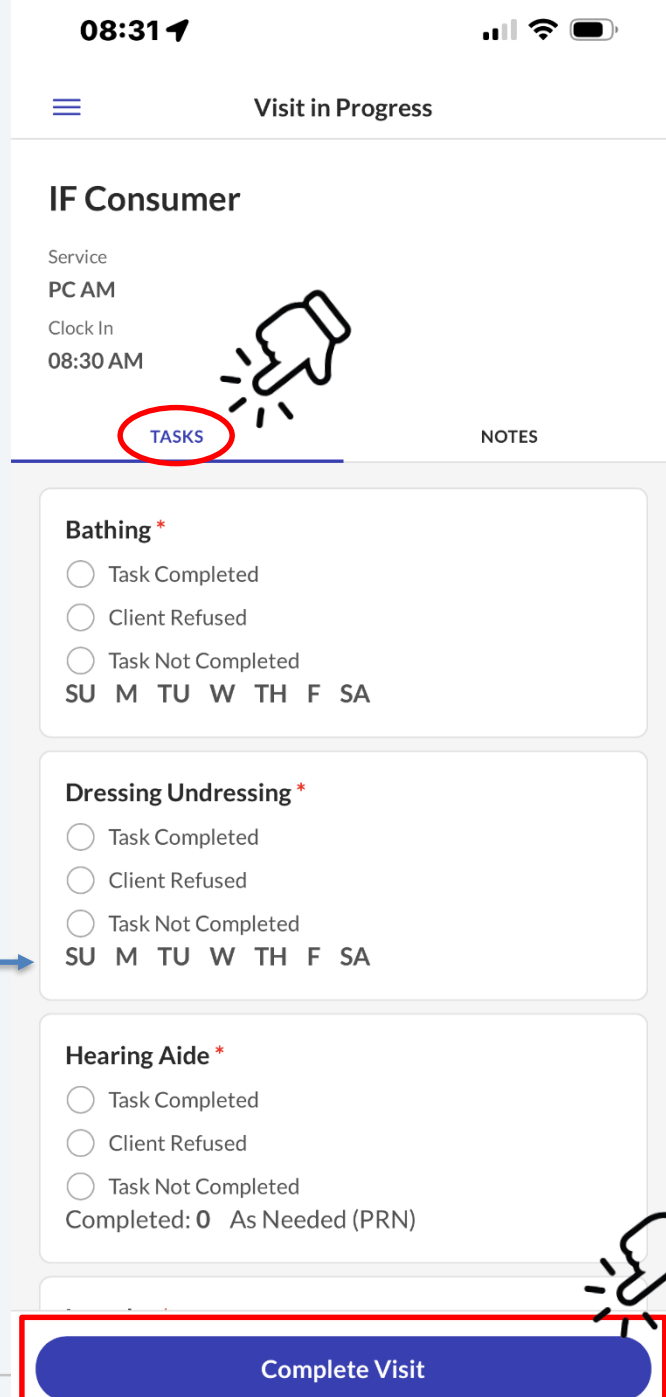 08:31
Visit in Progress
IF Consumer
Service
PC AM
Clock In
08:30 AM
TASKS NOTES
Bathing *
Task Completed
Client Refused
Task Not Completed
SU M TU W TH F SA
Dressing Undressing *
Task Completed
Client Refused
Task Not Completed
SU M TU W TH F SA
Hearing Aide *
Task Completed
Client Refused
Task Not Completed
Completed: 0 As Needed (PRN)
Complete Visit